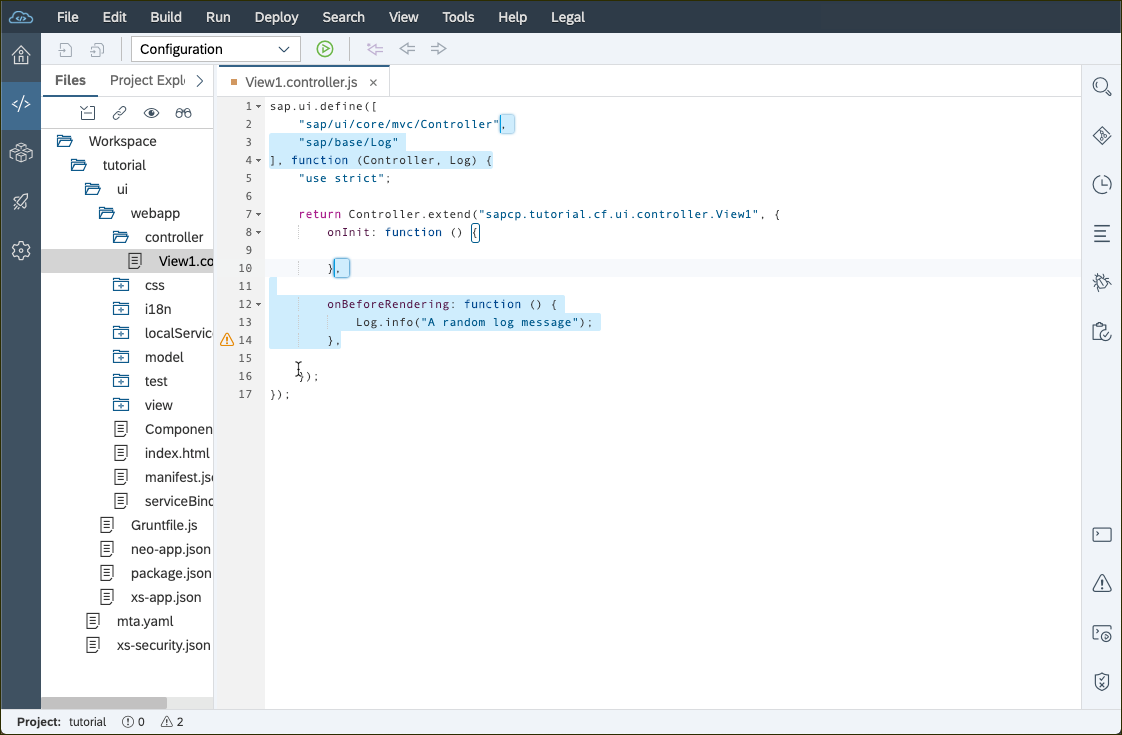 File Edit Build Run Deploy Search View Tools Help Legal
Configuration
Files Project Expl
View1.controller.js ×
Workspace
tutorial
ui
webapp
controller
View1.co
css
i18n
localServic
model
test
view
Componen
index.html
manifest.jso
serviceBind
Gruntfile.js
neo-app.json
package.json
xs-app.json
mta.yaml
xs-security.json
1 sap.ui.define([
2 "sap/ui/core/mvc/Controller",
3 "sap/base/Log"
4 ], function (Controller, Log) {
5 "use strict";
6
7 return Controller.extend("sapcp.tutorial.cf.ui.controller.View1", {
8 onInit: function () {
9
10 },
11
12 onBeforeRendering: function () {
13 Log.info("A random log message");
14 },
15
16 });
17 });
Project: tutorial 0 2